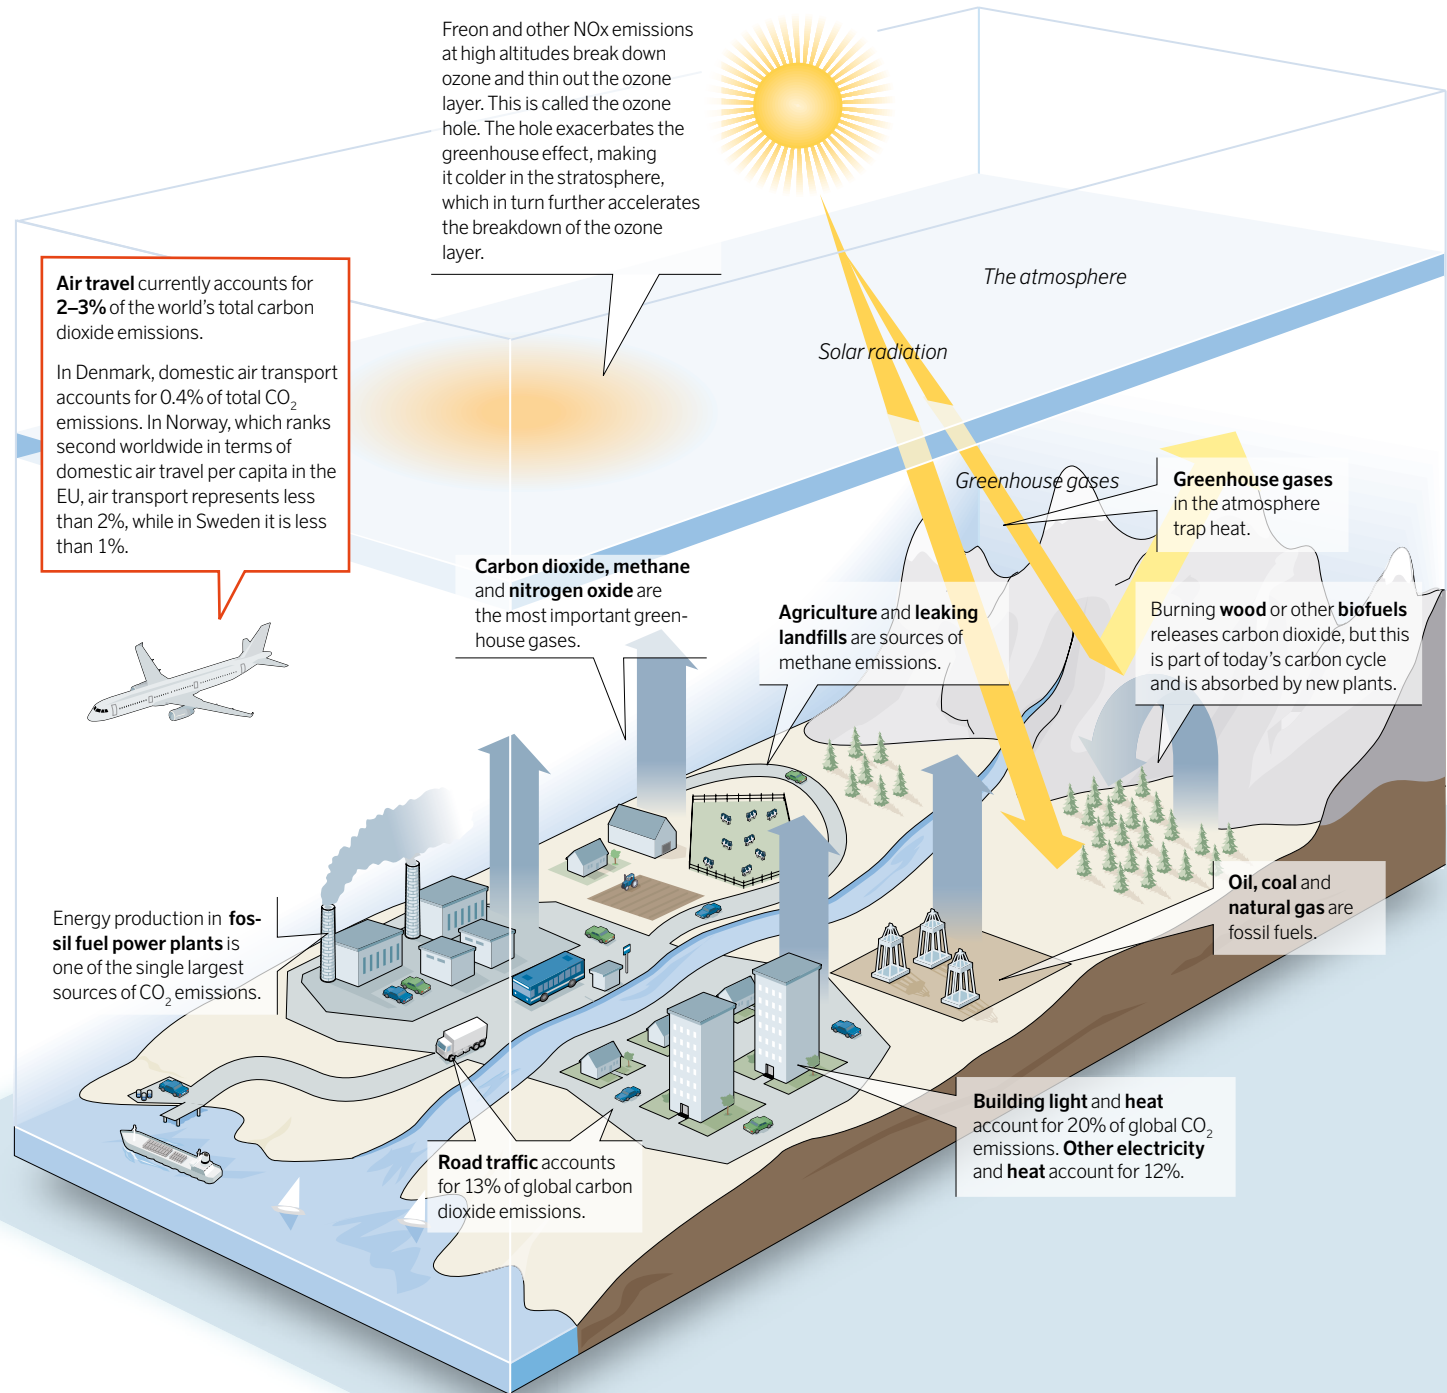 Freon and other NOx emissions
at high altitudes break down
ozone and thin out the ozone
layer. This is called the ozone
hole. The hole exacerbates the
greenhouse effect, making
it colder in the stratosphere,
which in turn further accelerates
the breakdown of the ozone
layer.
Air travel currently accounts for
2–3% of the world's total carbon
dioxide emissions.
In Denmark, domestic air transport
accounts for 0.4% of total CO₂
emissions. In Norway, which ranks
second worldwide in terms of
domestic air travel per capita in the
EU, air transport represents less
than 2%, while in Sweden it is less
than 1%.
The atmosphere
Solar radiation
Greenhouse gases
Greenhouse gases
in the atmosphere
trap heat.
Carbon dioxide, methane
and nitrogen oxide are
the most important green-
house gases.
Agriculture and leaking
landfills are sources of
methane emissions.
Burning wood or other biofuels
releases carbon dioxide, but this
is part of today's carbon cycle
and is absorbed by new plants.
Energy production in fos-
sil fuel power plants is
one of the single largest
sources of CO₂ emissions.
Oil, coal and
natural gas are
fossil fuels.
Building light and heat
account for 20% of global CO₂
emissions. Other electricity
and heat account for 12%.
Road traffic accounts
for 13% of global carbon
dioxide emissions.